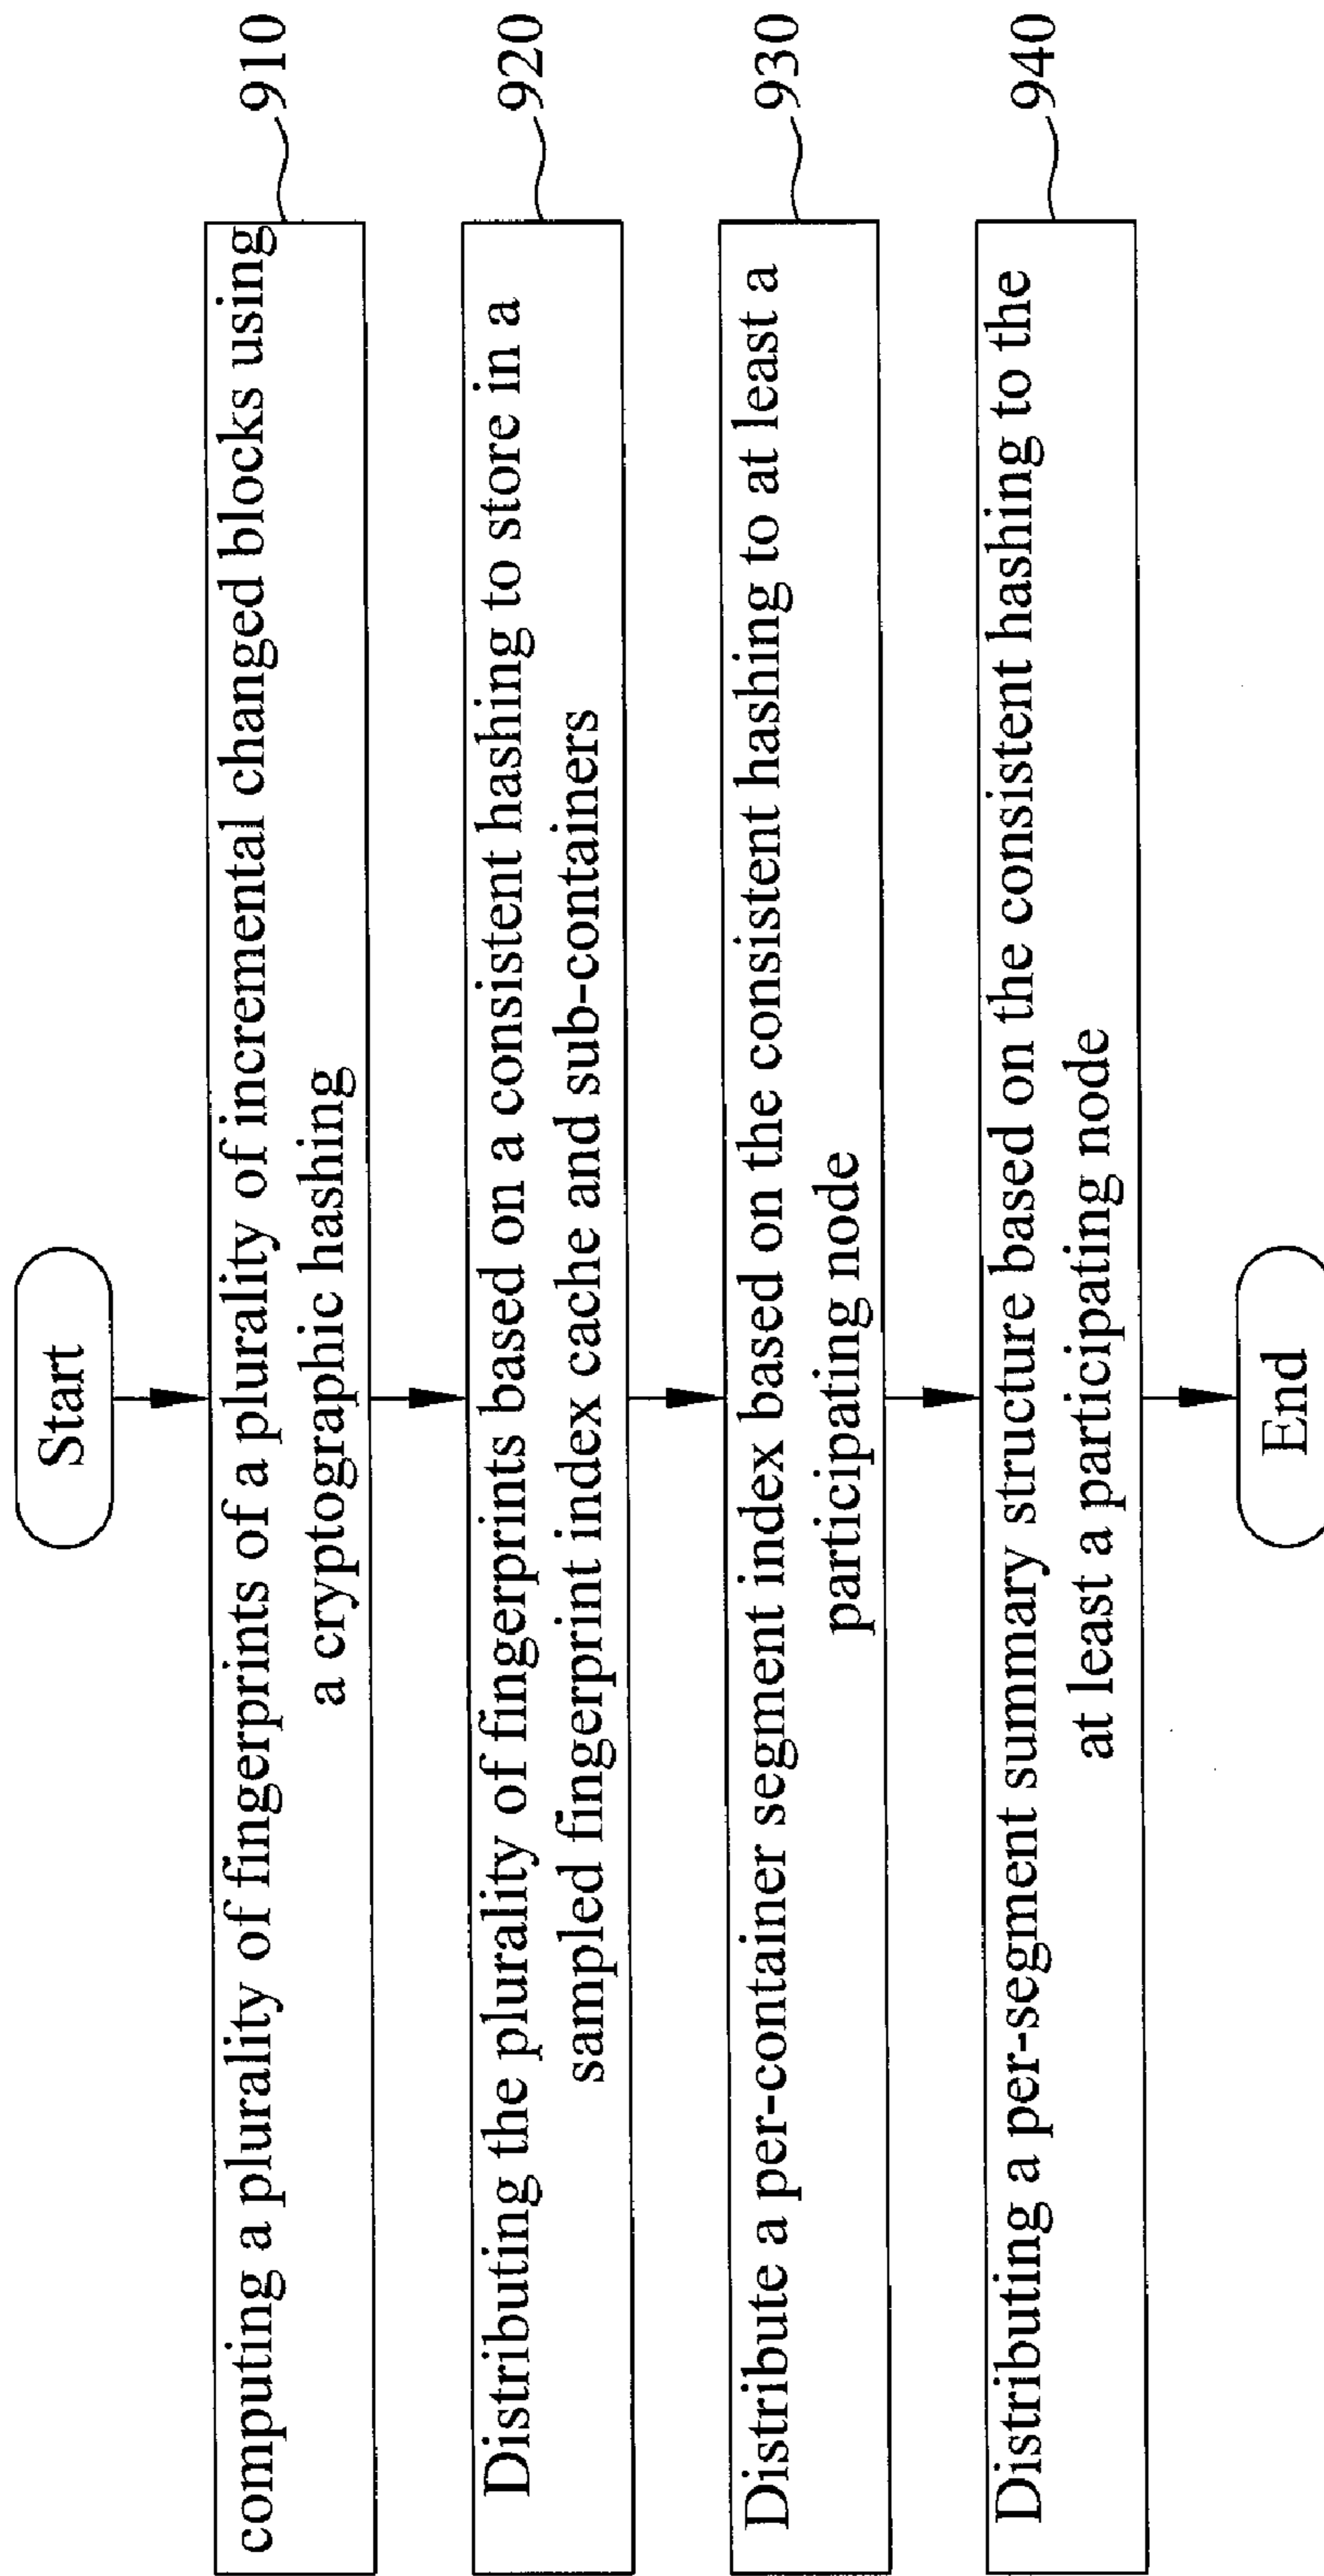 Start
computing a plurality of fingerprints of a plurality of incremental changed blocks using
a cryptographic hashing
910
Distributing the plurality of fingerprints based on a consistent hashing to store in a
sampled fingerprint index cache and sub-containers
920
Distribute a per-container segment index based on the consistent hashing to at least a
participating node
930
Distributing a per-segment summary structure based on the consistent hashing to the
at least a participating node
940
End